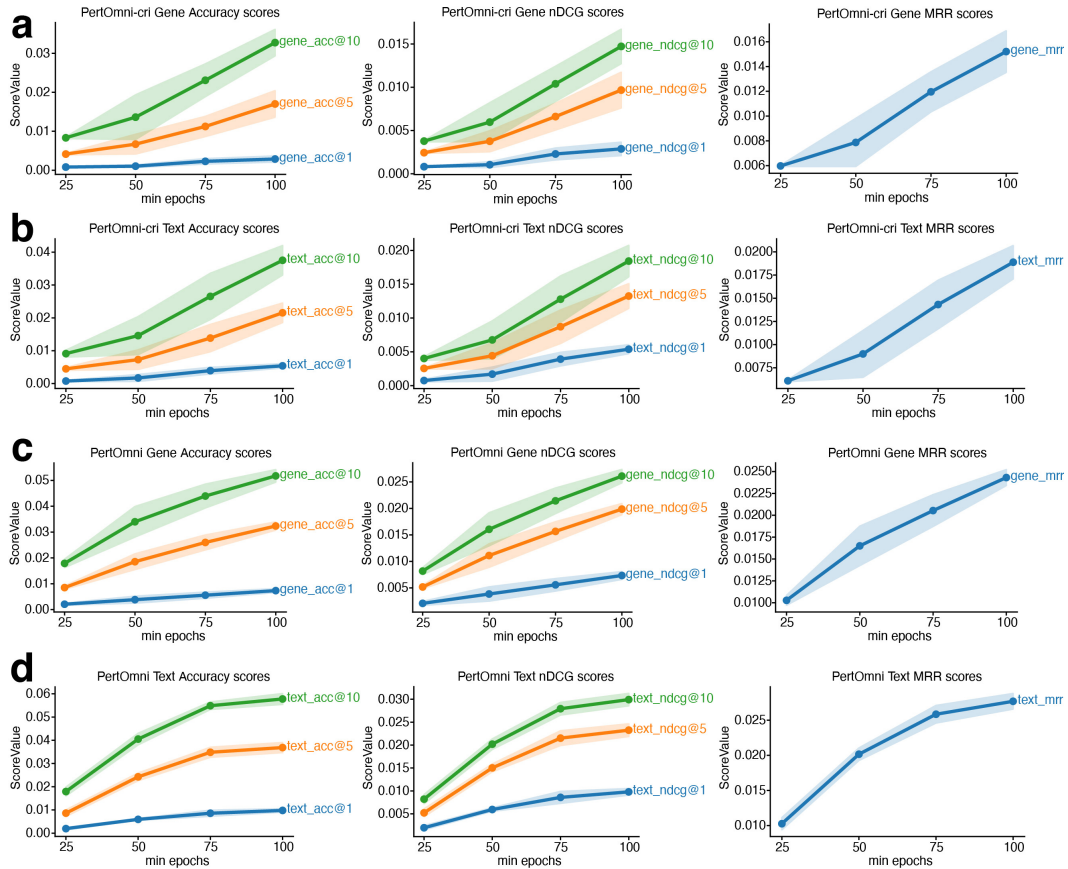 a
PertOmni-cri Gene Accuracy scores
ScoreValue
0.03
0.02
0.01
0.00
gene_acc@10
gene_acc@5
gene_acc@1
25 50 75 100
min epochs
PertOmni-cri Gene nDCG scores
ScoreValue
0.015
0.010
0.005
0.000
gene_ndcg@10
gene_ndcg@5
gene_ndcg@1
25 50 75 100
min epochs
PertOmni-cri Gene MRR scores
ScoreValue
0.016
0.014
0.012
0.010
0.008
0.006
gene_mrr
25 50 75 100
min epochs
b
PertOmni-cri Text Accuracy scores
ScoreValue
0.04
0.03
0.02
0.01
0.00
text_acc@10
text_acc@5
text_acc@1
25 50 75 100
min epochs
PertOmni-cri Text nDCG scores
ScoreValue
0.020
0.015
0.010
0.005
0.000
text_ndcg@10
text_ndcg@5
text_ndcg@1
25 50 75 100
min epochs
PertOmni-cri Text MRR scores
ScoreValue
0.0200
0.0175
0.0150
0.0125
0.0100
0.0075
text_mrr
25 50 75 100
min epochs
c
PertOmni Gene Accuracy scores
ScoreValue
0.05
0.04
0.03
0.02
0.01
0.00
gene_acc@10
gene_acc@5
gene_acc@1
25 50 75 100
min epochs
PertOmni Gene nDCG scores
ScoreValue
0.025
0.020
0.015
0.010
0.005
gene_ndcg@10
gene_ndcg@5
gene_ndcg@1
25 50 75 100
min epochs
PertOmni Gene MRR scores
ScoreValue
0.0250
0.0225
0.0200
0.0175
0.0150
0.0125
0.0100
gene_mrr
25 50 75 100
min epochs
d
PertOmni Text Accuracy scores
ScoreValue
0.06
0.05
0.04
0.03
0.02
0.01
0.00
text_acc@10
text_acc@5
text_acc@1
25 50 75 100
min epochs
PertOmni Text nDCG scores
ScoreValue
0.030
0.025
0.020
0.015
0.010
0.005
text_ndcg@10
text_ndcg@5
text_ndcg@1
25 50 75 100
min epochs
PertOmni Text MRR scores
ScoreValue
0.025
0.020
0.015
0.010
text_mrr
25 50 75 100
min epochs